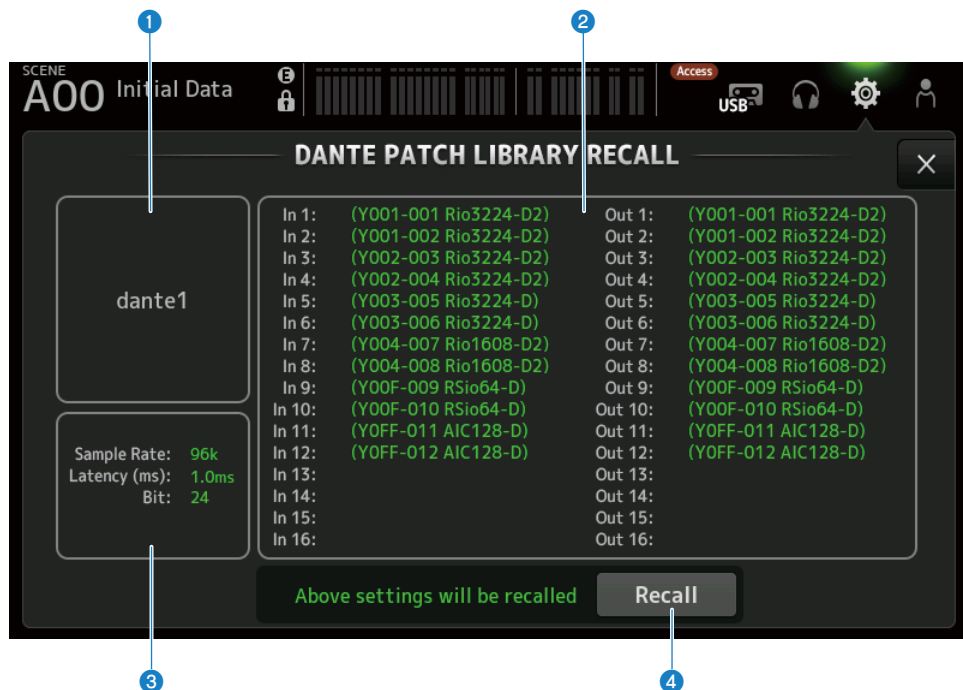 1 2
SCENE
A00 Initial Data E Access USB
DANTE PATCH LIBRARY RECALL
dante1
Sample Rate: 96k
Latency (ms): 1.0ms
Bit: 24
In 1: (Y001-001 Rio3224-D2) Out 1: (Y001-001 Rio3224-D2)
In 2: (Y001-002 Rio3224-D2) Out 2: (Y001-002 Rio3224-D2)
In 3: (Y002-003 Rio3224-D2) Out 3: (Y002-003 Rio3224-D2)
In 4: (Y002-004 Rio3224-D2) Out 4: (Y002-004 Rio3224-D2)
In 5: (Y003-005 Rio3224-D) Out 5: (Y003-005 Rio3224-D)
In 6: (Y003-006 Rio3224-D) Out 6: (Y003-006 Rio3224-D)
In 7: (Y004-007 Rio1608-D2) Out 7: (Y004-007 Rio1608-D2)
In 8: (Y004-008 Rio1608-D2) Out 8: (Y004-008 Rio1608-D2)
In 9: (Y00F-009 RSio64-D) Out 9: (Y00F-009 RSio64-D)
In 10: (Y00F-010 RSio64-D) Out 10: (Y00F-010 RSio64-D)
In 11: (Y0FF-011 AIC128-D) Out 11: (Y0FF-011 AIC128-D)
In 12: (Y0FF-012 AIC128-D) Out 12: (Y0FF-012 AIC128-D)
In 13: Out 13:
In 14: Out 14:
In 15: Out 15:
In 16: Out 16:
Above settings will be recalled Recall
3 4